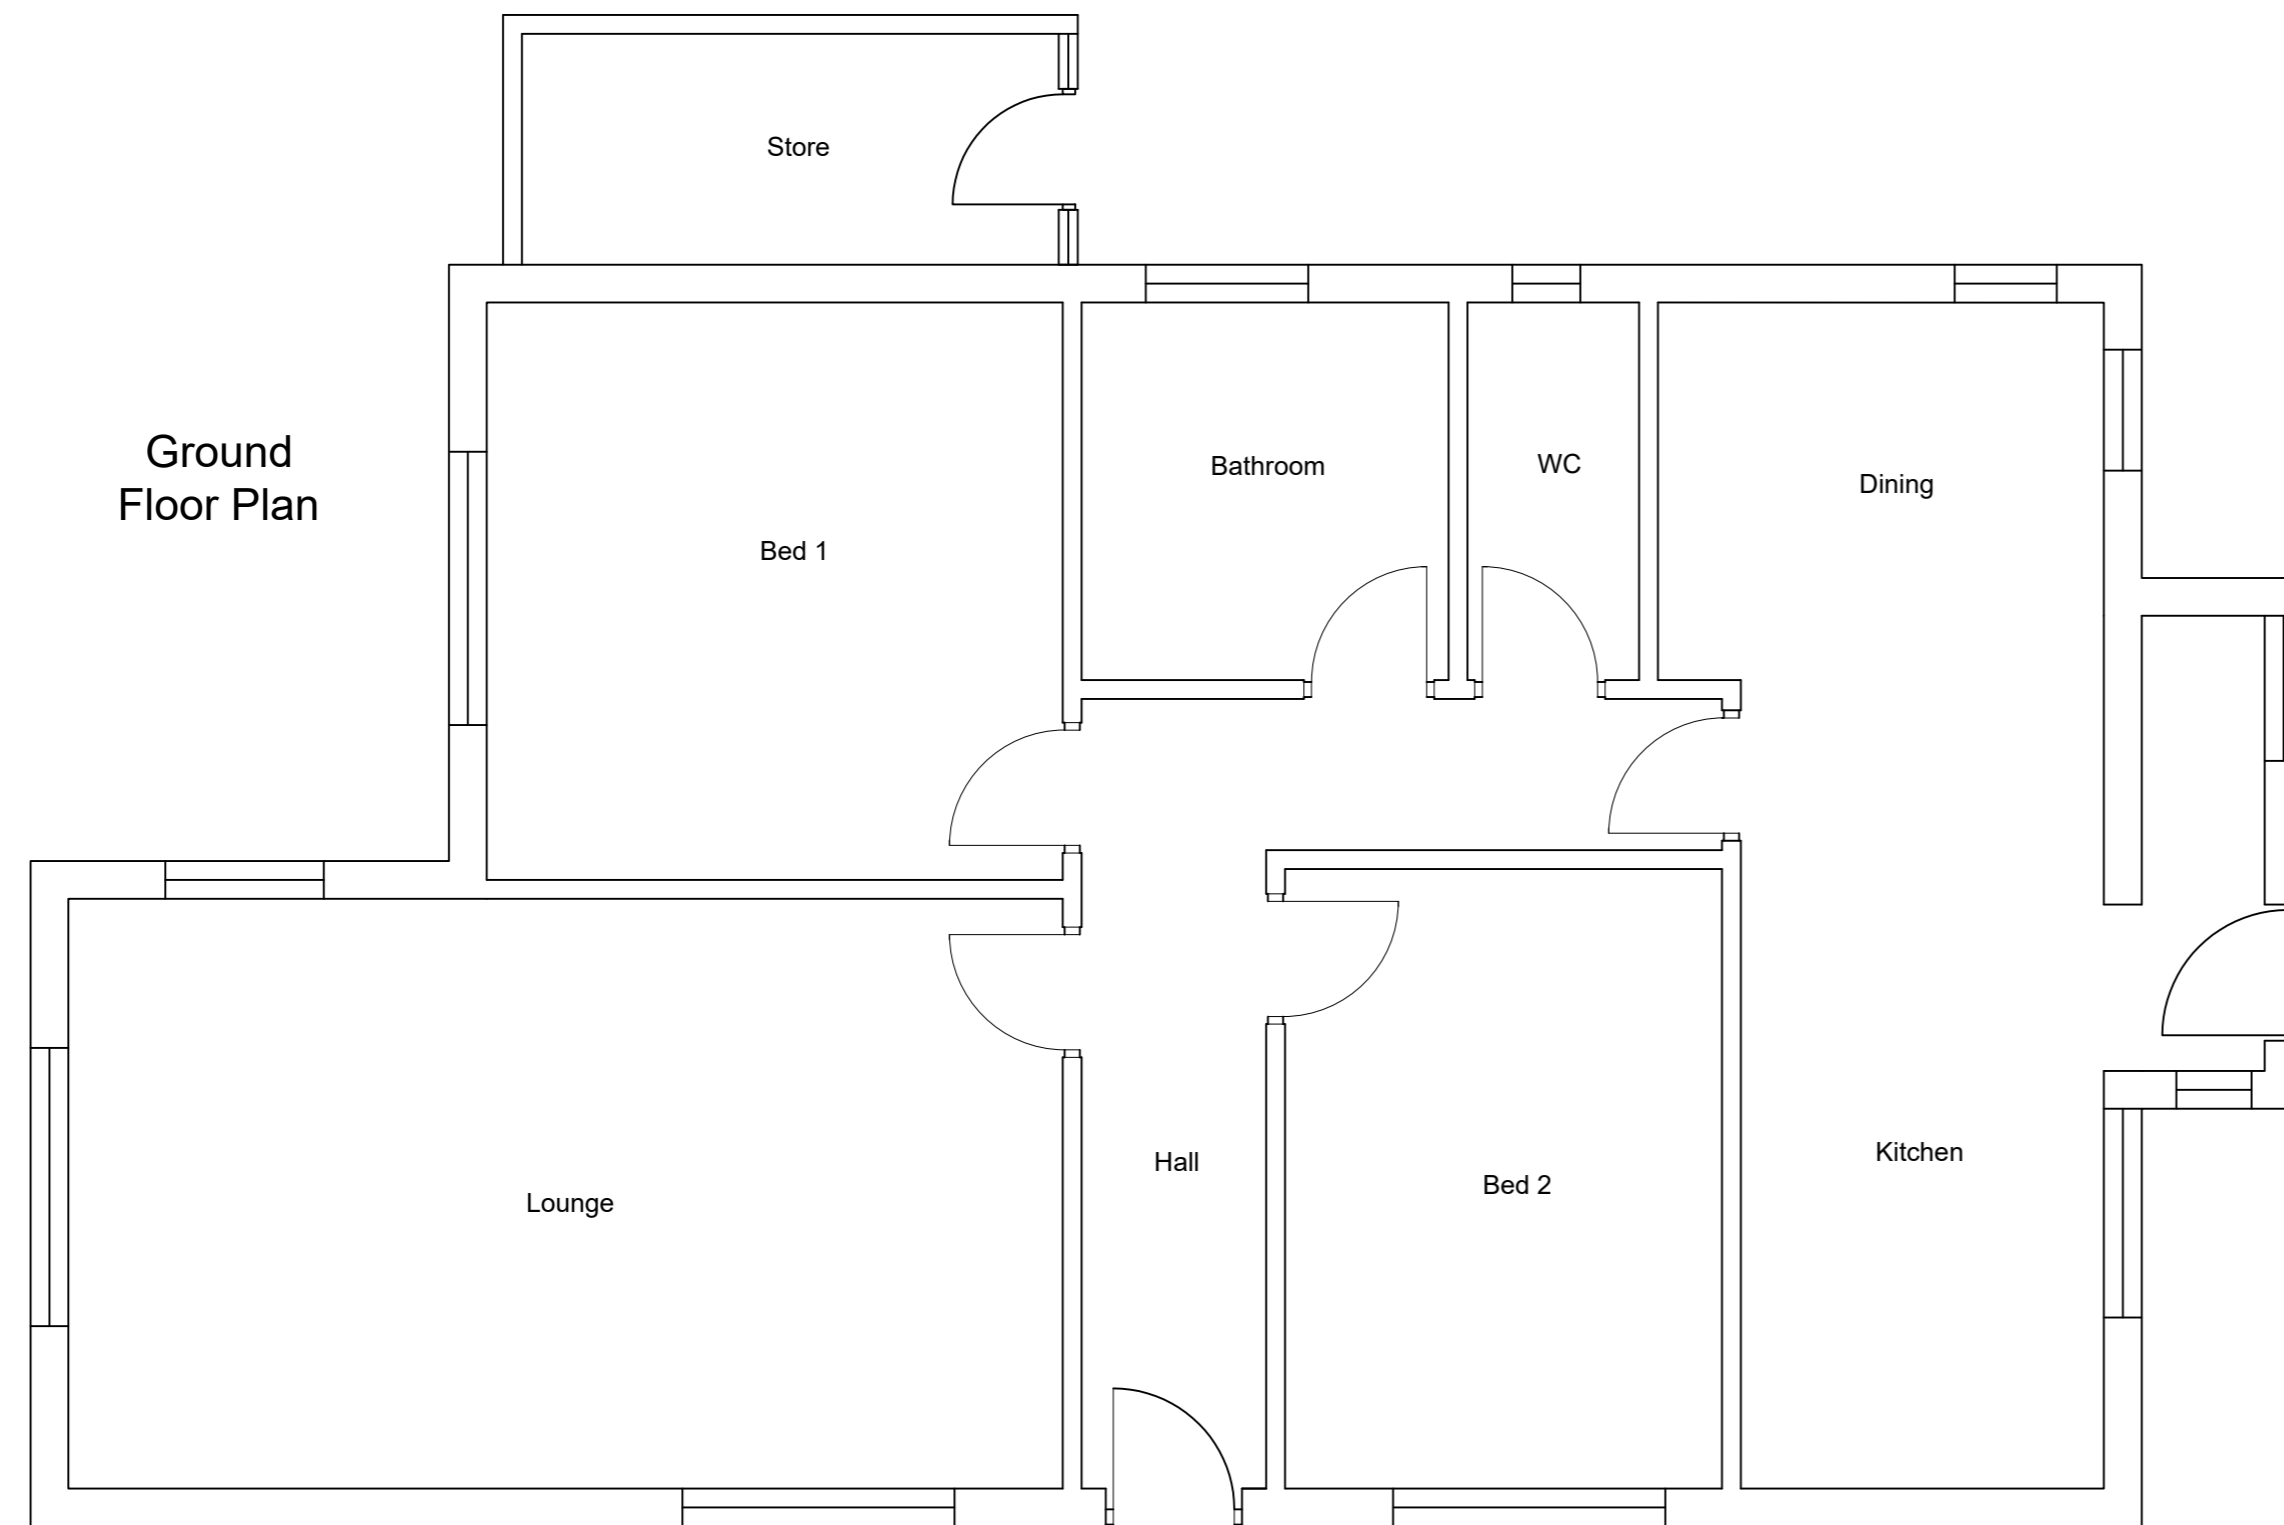 Store
Ground
Floor Plan
Bathroom
WC
Dining
Bed 1
Kitchen
Hall
Bed 2
Lounge